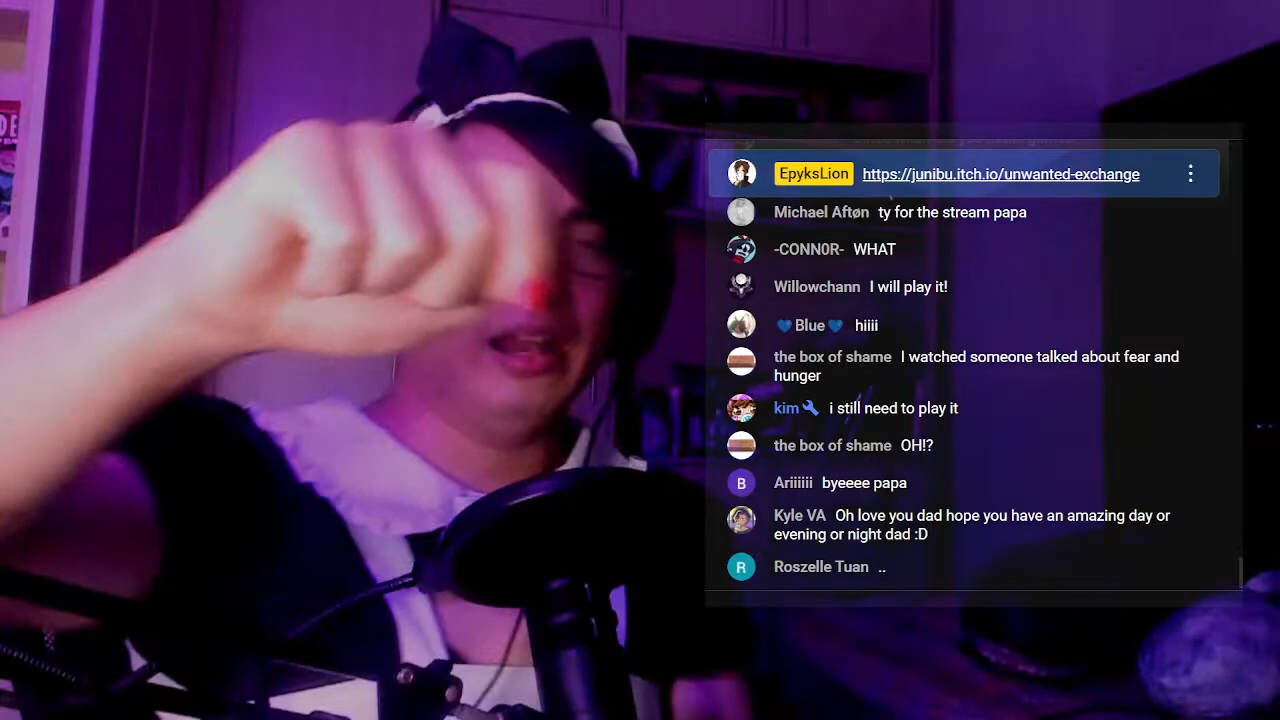 EpyksLion https://junibu.itch.io/unwanted-exchange
Michael Aftøn ty for the stream papa
-CONN0R- WHAT
Willowchann I will play it!
💙Blue💙 hiiii
the box of shame I watched someone talked about fear and
hunger
kim🔧 i still need to play it
the box of shame OH!?
B Ariiiiii byeeee papa
Kyle VA Oh love you dad hope you have an amazing day or
evening or night dad :D
R Roszelle Tuan ..